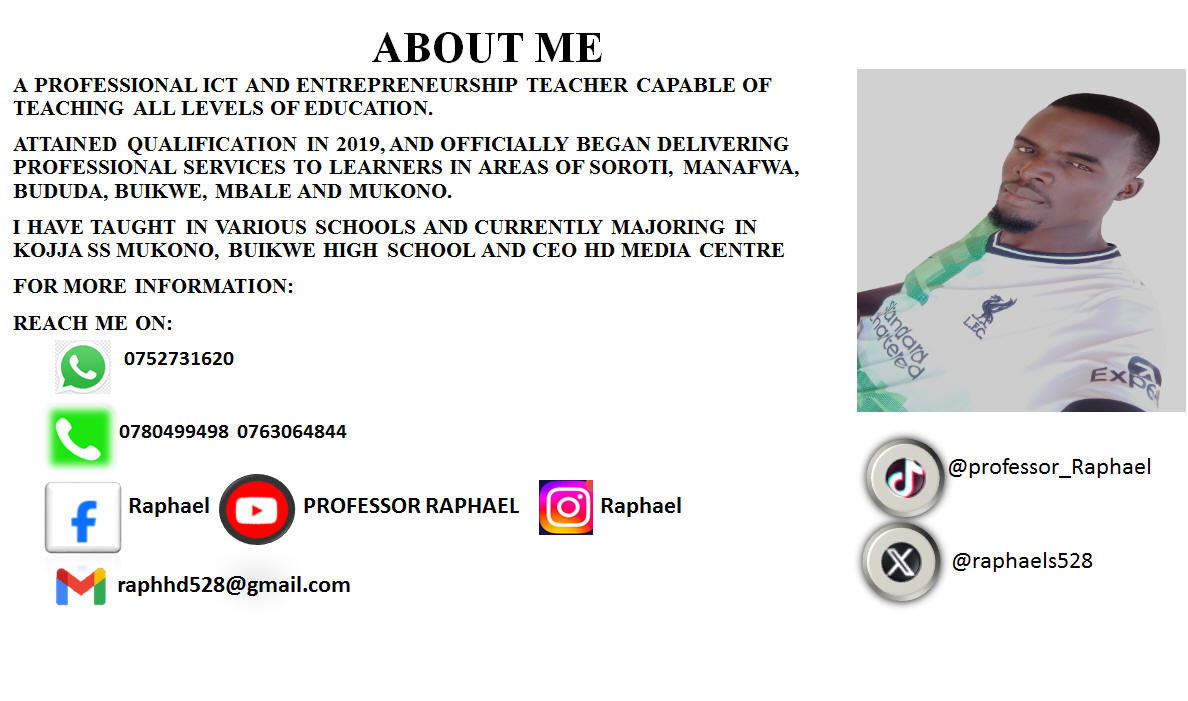 ABOUT ME
A PROFESSIONAL ICT AND ENTREPRENEURSHIP TEACHER CAPABLE OF
TEACHING ALL LEVELS OF EDUCATION.
ATTAINED QUALIFICATION IN 2019, AND OFFICIALLY BEGAN DELIVERING
PROFESSIONAL SERVICES TO LEARNERS IN AREAS OF SOROTI, MANAFWA,
BUDUDA, BUIKWE, MBALE AND MUKONO.
I HAVE TAUGHT IN VARIOUS SCHOOLS AND CURRENTLY MAJORING IN
KOJJA SS MUKONO, BUIKWE HIGH SCHOOL AND CEO HD MEDIA CENTRE
FOR MORE INFORMATION:
REACH ME ON:
0752731620
0780499498 0763064844
Raphael PROFESSOR RAPHAEL Raphael
raphhd528@gmail.com
L.F.C
Standard
Chartered
@professor_Raphael
@raphaels528